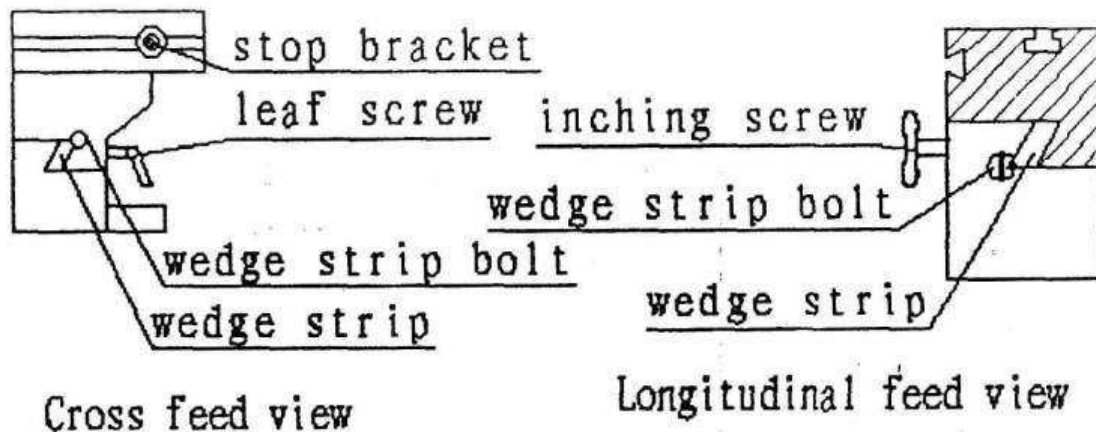 stop bracket
leaf screw
wedge strip bolt
wedge strip
Cross feed view
inching screw
wedge strip bolt
wedge strip
Longitudinal feed view